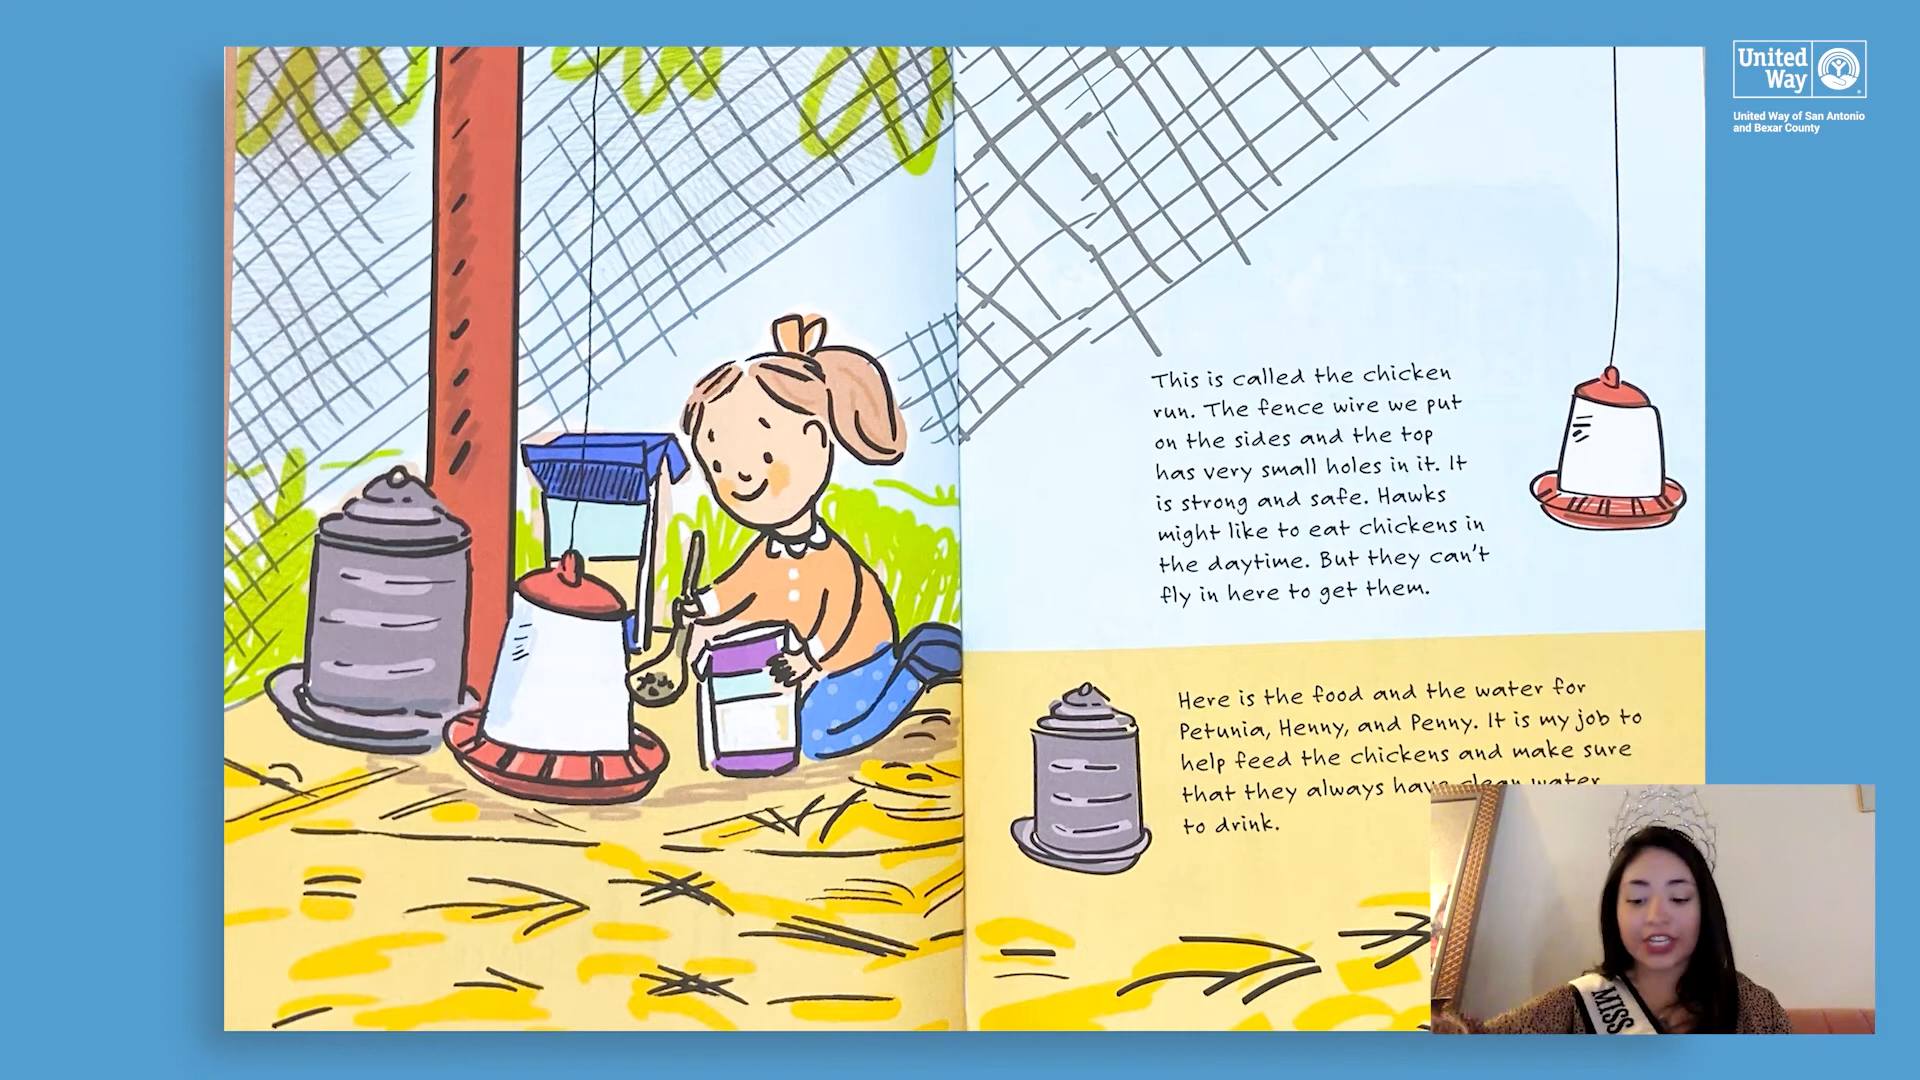 This is called the chicken
run. The fence wire we put
on the sides and the top
has very small holes in it. It
is strong and safe. Hawks
might like to eat chickens in
the daytime. But they can't
fly in here to get them.
Here is the food and the water for
Petunia, Henny, and Penny. It is my job to
help feed the chickens and make sure
that they always have clean water
to drink.
United
Way
United Way of San Antonio
and Bexar County
MISS